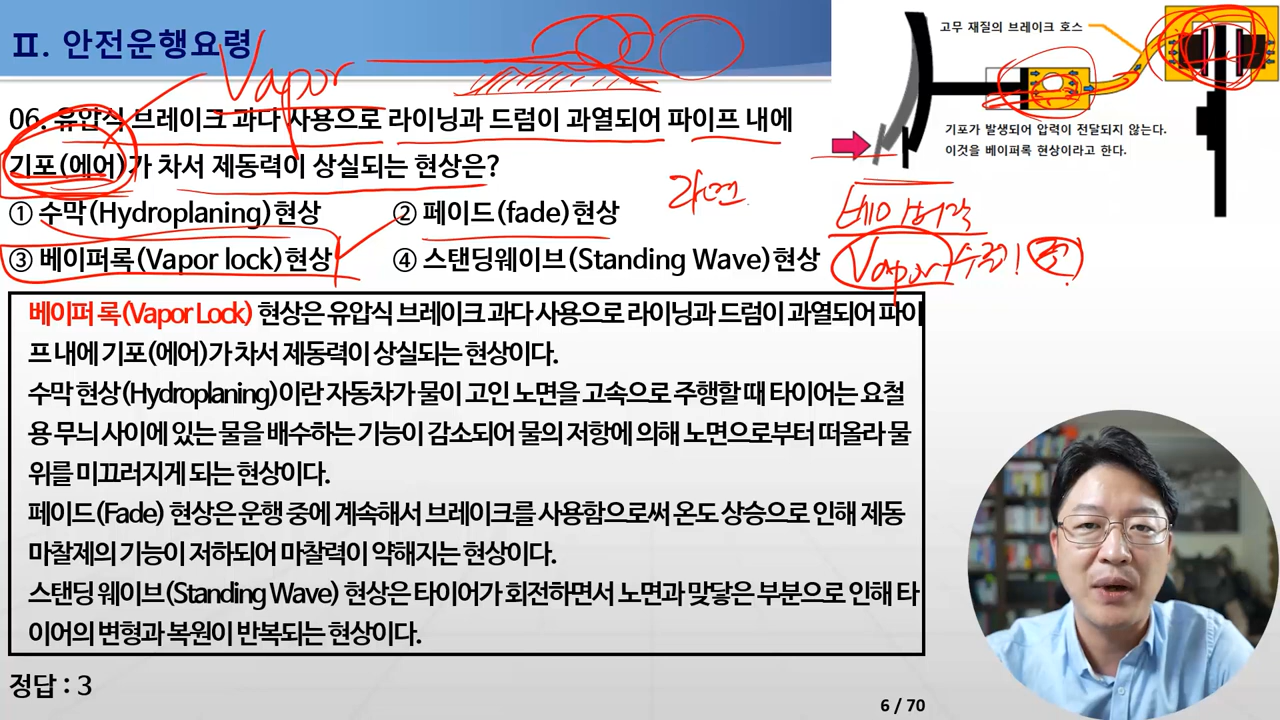 II. 안전운행요령
Vapor
고무 재질의 브레이크 호스
기포가 발생되어 압력이 전달되지 않는다.
이것을 베이퍼록 현상이라고 한다.
06. 유압식 브레이크 과다 사용으로 라이닝과 드럼이 과열되어 파이프 내에
기포(에어)가 차서 제동력이 상실되는 현상은?
라면
베이퍼락
Vapor 수증기!
① 수막(Hydroplaning)현상
② 페이드(fade)현상
③ 베이퍼록(Vapor lock)현상
④ 스탠딩웨이브(Standing Wave)현상
베이퍼 록(Vapor Lock) 현상은 유압식 브레이크 과다 사용으로 라이닝과 드럼이 과열되어 파이
프 내에 기포(에어)가 차서 제동력이 상실되는 현상이다.
수막 현상(Hydroplaning)이란 자동차가 물이 고인 노면을 고속으로 주행할 때 타이어는 요철
용 무늬 사이에 있는 물을 배수하는 기능이 감소되어 물의 저항에 의해 노면으로부터 떠올라 물
위를 미끄러지게 되는 현상이다.
페이드(Fade) 현상은 운행 중에 계속해서 브레이크를 사용함으로써 온도 상승으로 인해 제동
마찰제의 기능이 저하되어 마찰력이 약해지는 현상이다.
스탠딩 웨이브(Standing Wave) 현상은 타이어가 회전하면서 노면과 맞닿은 부분으로 인해 타
이어의 변형과 복원이 반복되는 현상이다.
정답 : 3
6 / 70